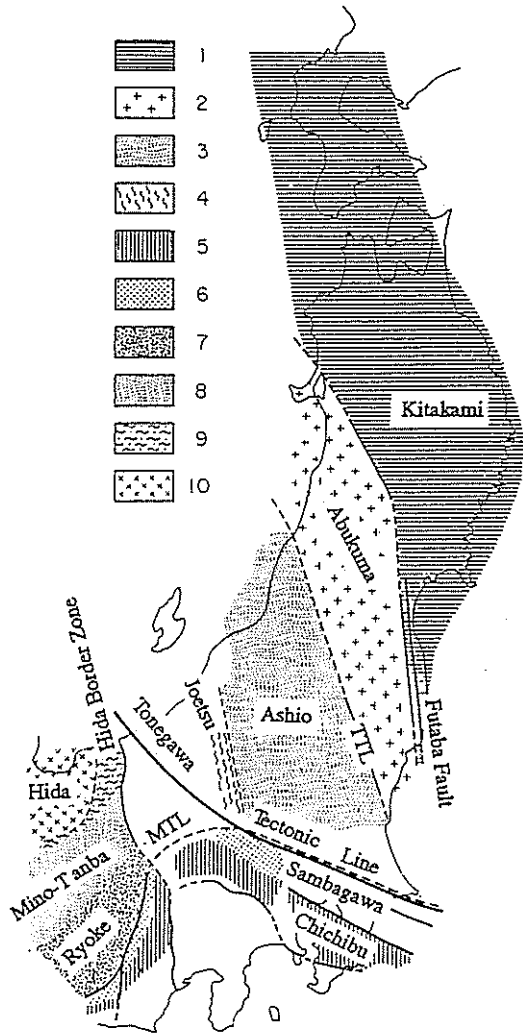 1
2
3
4
5
6
7
8
9
10
Kitakami
Abukuma
Hida Border Zone
Joetsu
Ashio
TTL
Futaba Fault
Tonegawa
Tectonic
Line
Hida
MTL
Sambagawa
Mino-Tanba
Chichibu
Ryoke